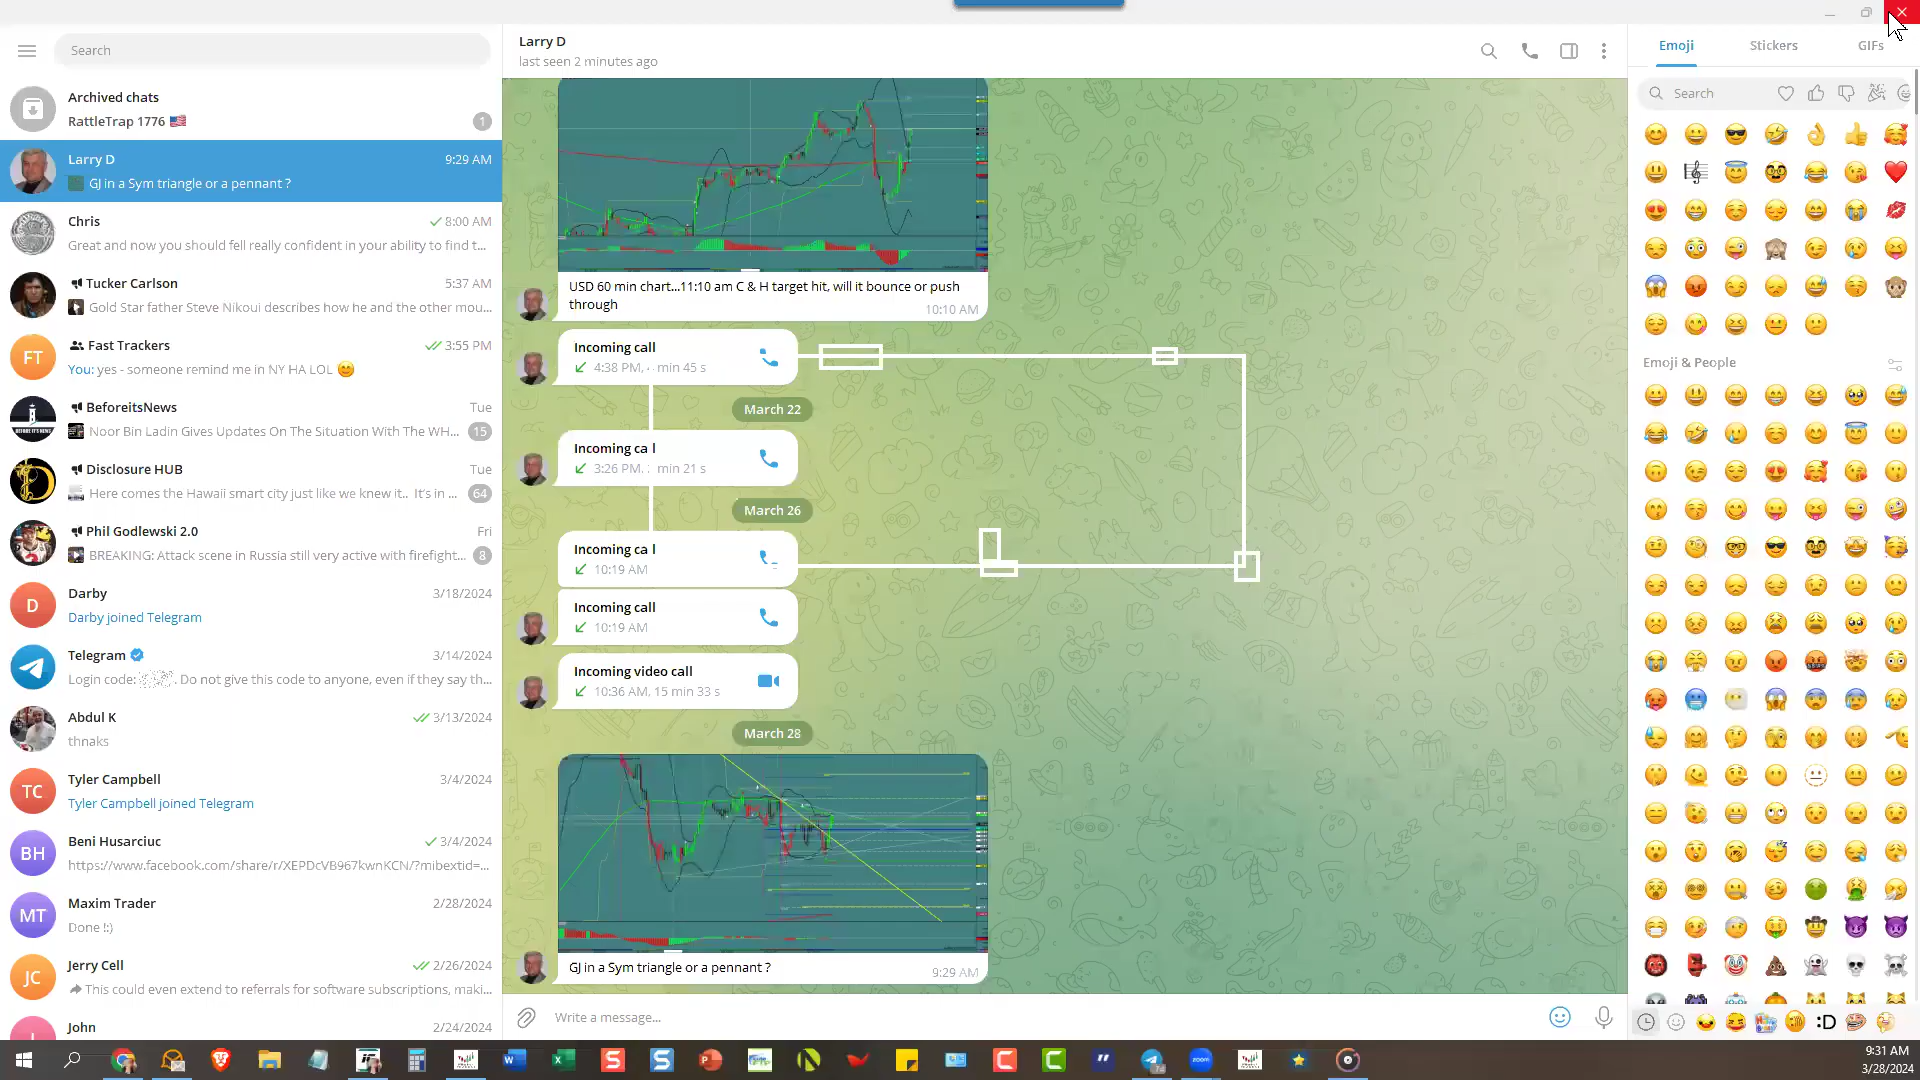 Search
Archived chats
RattleTrap 1776 🇺🇸
1
Larry D
9:29 AM
GJ in a Sym triangle or a pennant ?
Chris
8:00 AM
Great and now you should fell really confident in your ability to find t...
Tucker Carlson
5:37 AM
Gold Star father Steve Nikoui describes how he and the other mou...
FT
Fast Trackers
3:55 PM
You: yes - someone remind me in NY HA LOL 😊
BeforeitsNews
Tue
Noor Bin Ladin Gives Updates On The Situation With The WH...
15
Disclosure HUB
Tue
Here comes the Hawaii smart city just like we knew it.. It's in ...
64
Phil Godlewski 2.0
Fri
BREAKING: Attack scene in Russia still very active with firefight...
8
D
Darby
3/18/2024
Darby joined Telegram
Telegram
3/14/2024
Login code: . Do not give this code to anyone, even if they say th...
Abdul K
3/13/2024
thnaks
TC
Tyler Campbell
3/4/2024
Tyler Campbell joined Telegram
BH
Beni Husarciuc
3/4/2024
https://www.facebook.com/share/r/XEPDcVB967kwnKCN/?mibextid=...
MT
Maxim Trader
2/28/2024
Done !:)
JC
Jerry Cell
2/26/2024
This could even extend to referrals for software subscriptions, maki...
John
2/24/2024
Larry D
last seen 2 minutes ago
USD 60 min chart...11:10 am C & H target hit, will it bounce or push
through
10:10 AM
Incoming call
4:38 PM, min 45 s
March 22
Incoming ca l
3:26 PM, min 21 s
March 26
Incoming ca l
10:19 AM
Incoming call
10:19 AM
Incoming video call
10:36 AM, 15 min 33 s
March 28
GJ in a Sym triangle or a pennant ?
9:29 AM
Write a message...
Emoji
Stickers
GIFs
Search
Emoji & People
:D
9:31 AM
3/28/2024